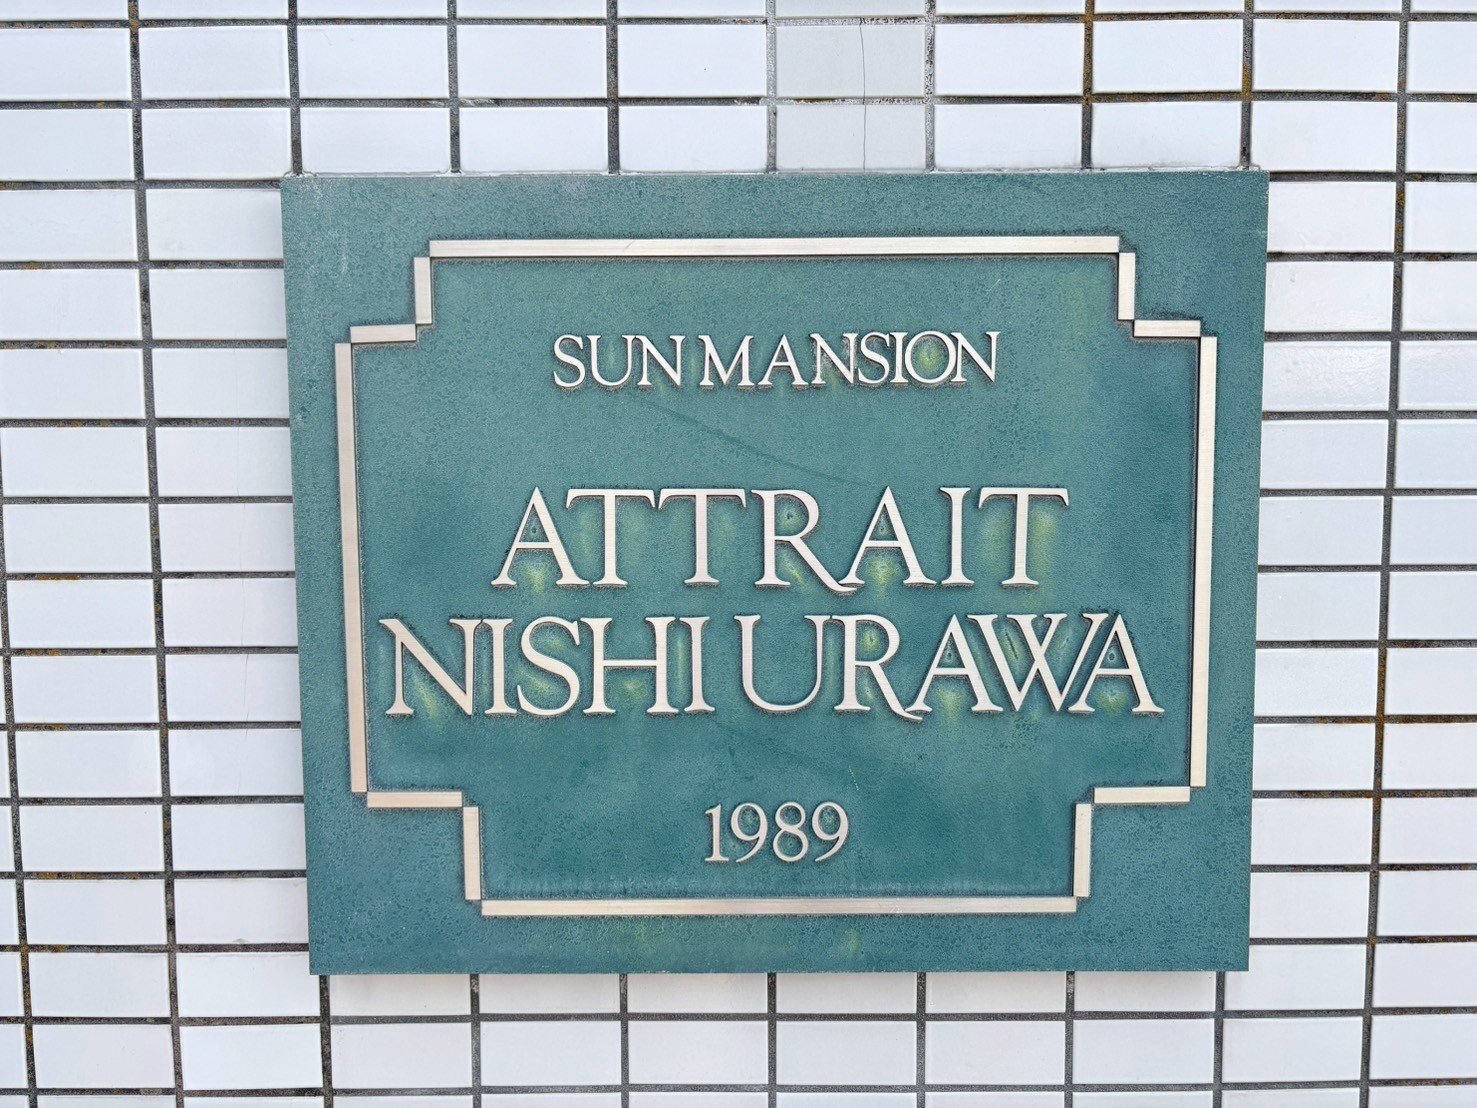 SUN MANSION
ATTRAIT
NISHI URAWA
1989